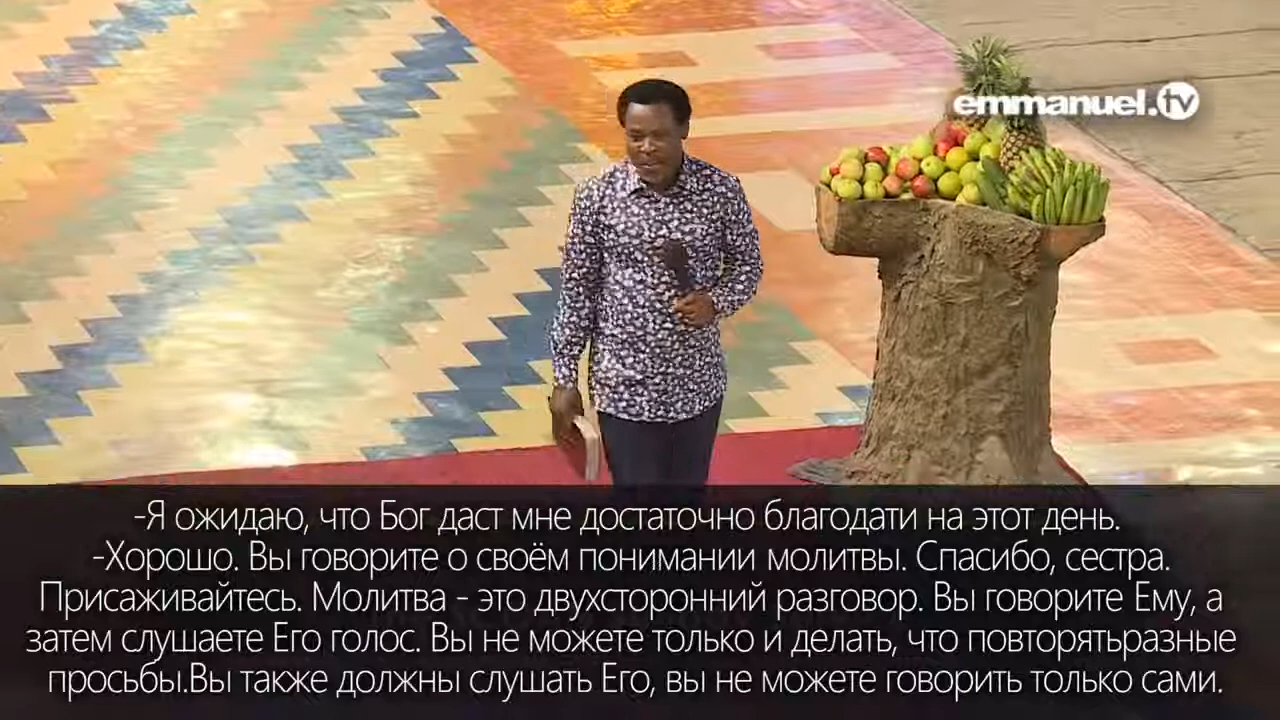 emmanuel.tv
-Я ожидаю, что Бог даст мне достаточно благодати на этот день.
-Хорошо. Вы говорите о своём понимании молитвы. Спасибо, сестра.
Присаживайтесь. Молитва - это двухсторонний разговор. Вы говорите Ему, а
затем слушаете Его голос. Вы не можете только и делать, что повторятьразные
просьбы.Вы также должны слушать Его, вы не можете говорить только сами.